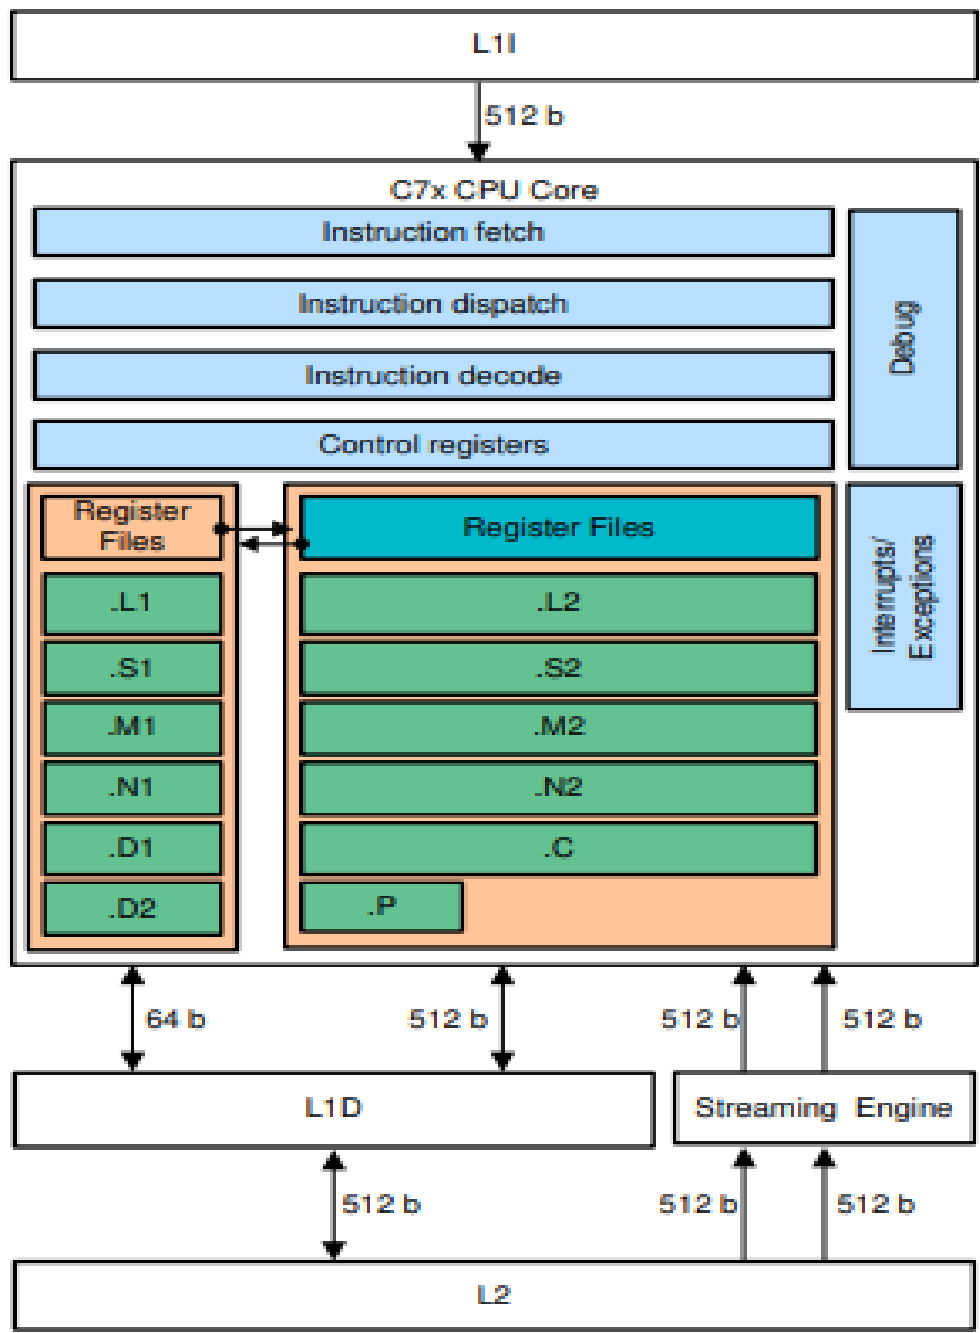 L1I
512 b
C7x CPU Core
Instruction fetch
Instruction dispatch
Instruction decode
Control registers
Debug
Register
Files
Register Files
Interrupts/
Exceptions
.L1
.L2
.S1
.S2
.M1
.M2
.N1
.N2
.D1
.C
.D2
.P
64 b
512 b
512 b
512 b
L1D
Streaming Engine
512 b
512 b
512 b
L2